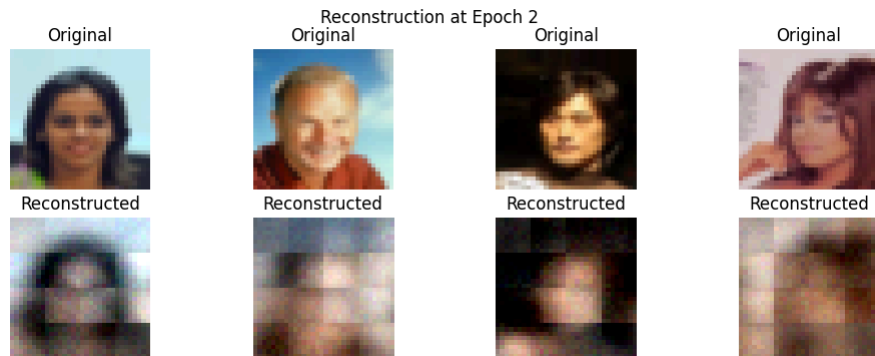 Reconstruction at Epoch 2
Original Original Original Original
Reconstructed Reconstructed Reconstructed Reconstructed